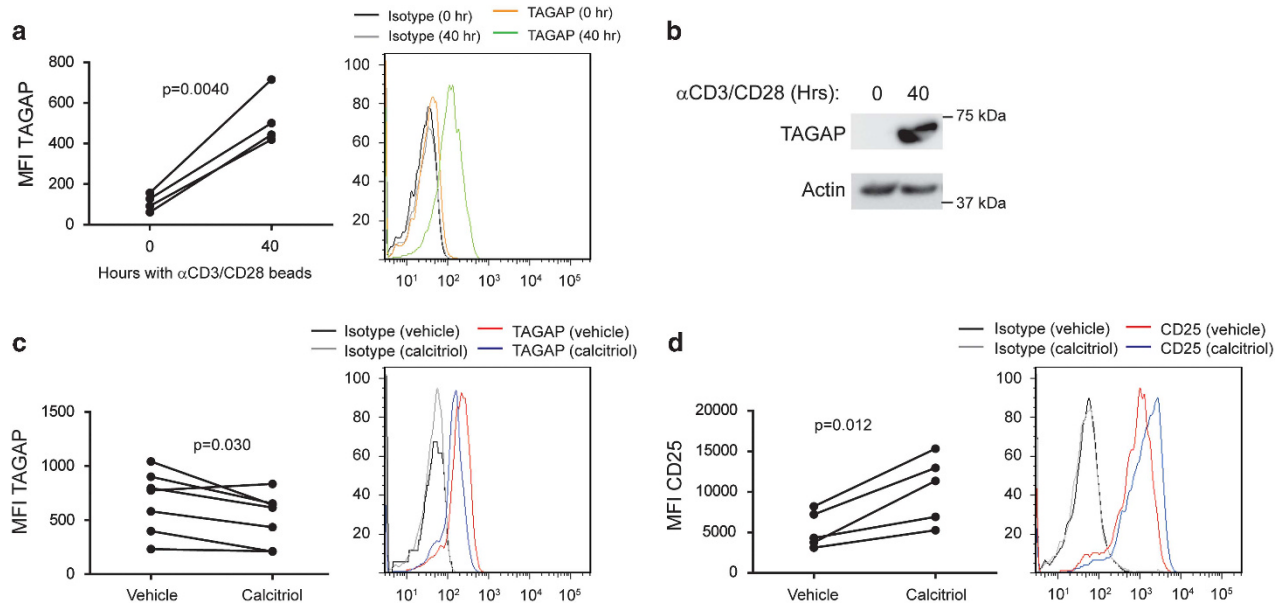 a
Isotype (0 hr) TAGAP (0 hr)
Isotype (40 hr) TAGAP (40 hr)
MFI TAGAP
800
600
400
200
0
p=0.0040
0 40
Hours with αCD3/CD28 beads
100
80
60
40
20
10¹ 10² 10³ 10⁴ 10⁵
b
αCD3/CD28 (Hrs): 0 40
TAGAP
75 kDa
Actin
37 kDa
c
Isotype (vehicle) TAGAP (vehicle)
Isotype (calcitriol) TAGAP (calcitriol)
MFI TAGAP
1500
1000
500
0
p=0.030
Vehicle Calcitriol
100
80
60
40
20
10¹ 10² 10³ 10⁴ 10⁵
d
Isotype (vehicle) CD25 (vehicle)
Isotype (calcitriol) CD25 (calcitriol)
MFI CD25
20000
15000
10000
5000
0
p=0.012
Vehicle Calcitriol
100
80
60
40
20
10¹ 10² 10³ 10⁴ 10⁵